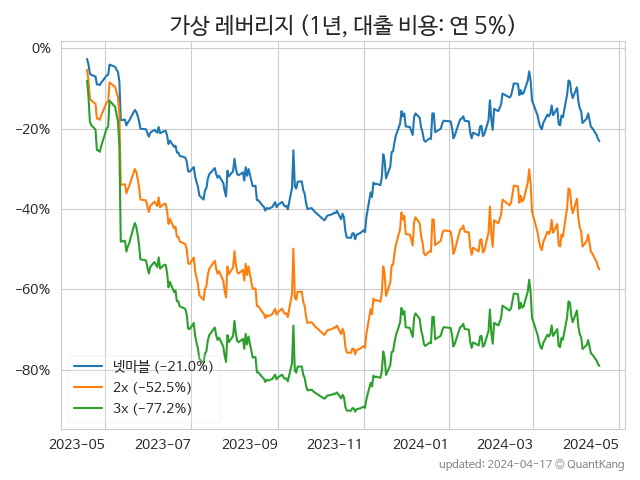 가상 레버리지 (1년, 대출 비용: 연 5%)
0%
−20%
−40%
−60%
−80%
넷마블 (−21.0%)
2x (−52.5%)
3x (−77.2%)
2023-05 2023-07 2023-09 2023-11 2024-01 2024-03 2024-05
updated: 2024-04-17 © QuantKang